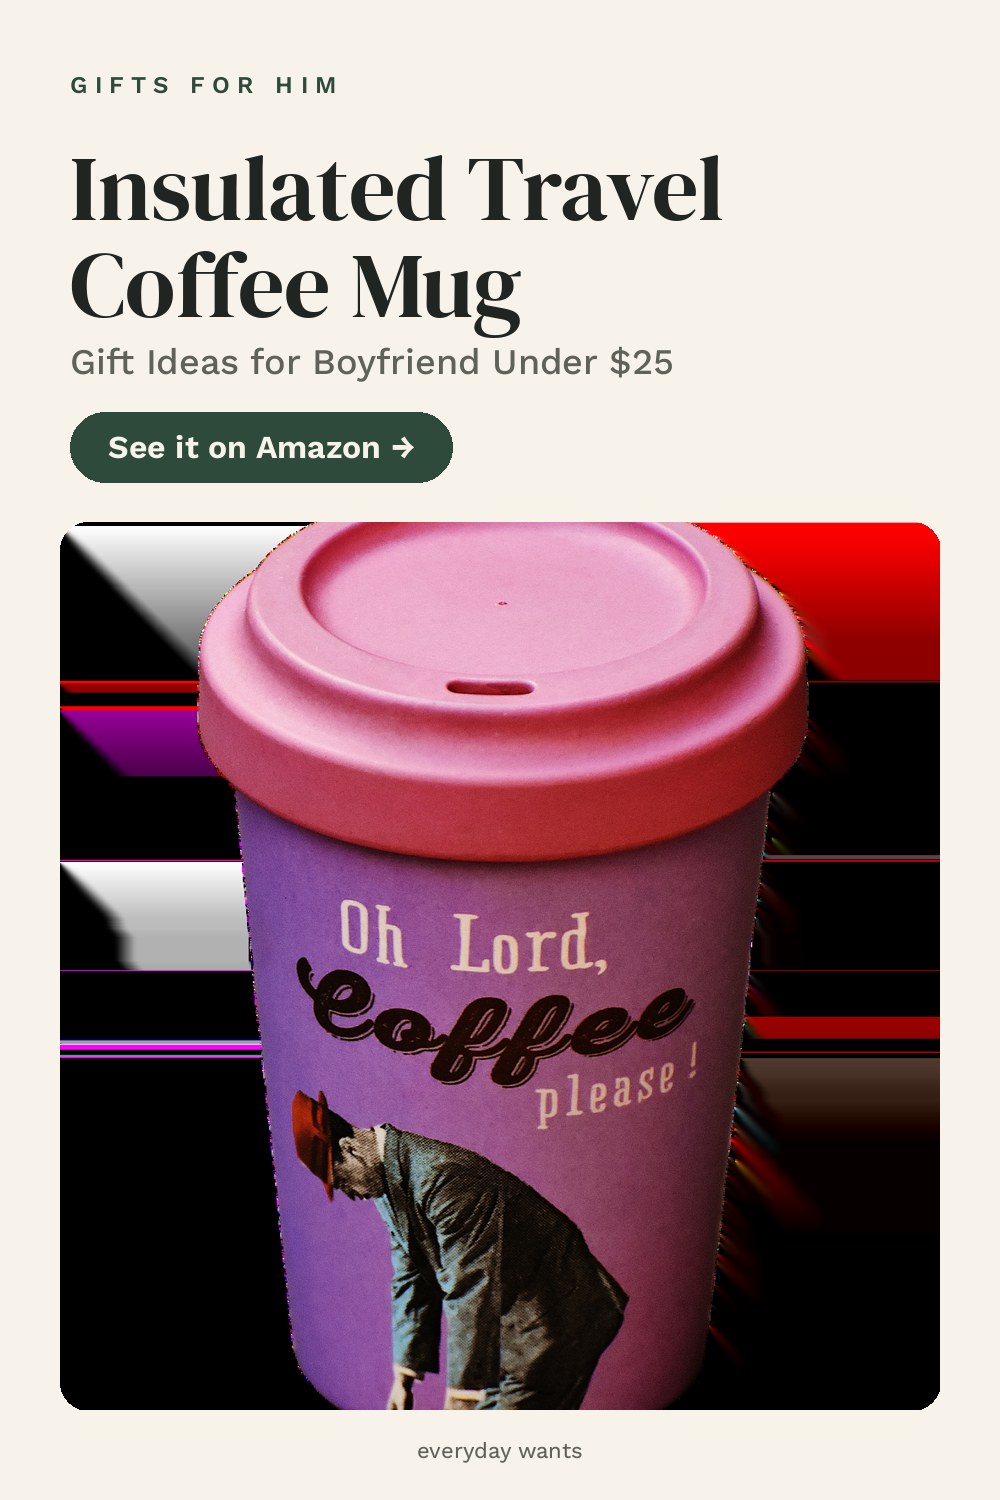 GIFTS FOR HIM
Insulated Travel
Coffee Mug
Gift Ideas for Boyfriend Under $25
See it on Amazon →
Oh Lord,
Coffee
please!
everyday wants